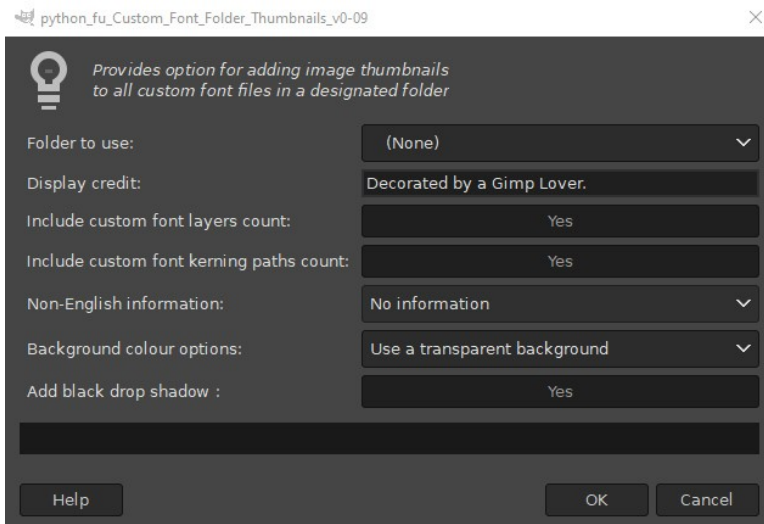 python_fu_Custom_Font_Folder_Thumbnails_v0-09
Provides option for adding image thumbnails
to all custom font files in a designated folder
Folder to use: (None)
Display credit: Decorated by a Gimp Lover.
Include custom font layers count: Yes
Include custom font kerning paths count: Yes
Non-English information: No information
Background colour options: Use a transparent background
Add black drop shadow : Yes
Help OK Cancel